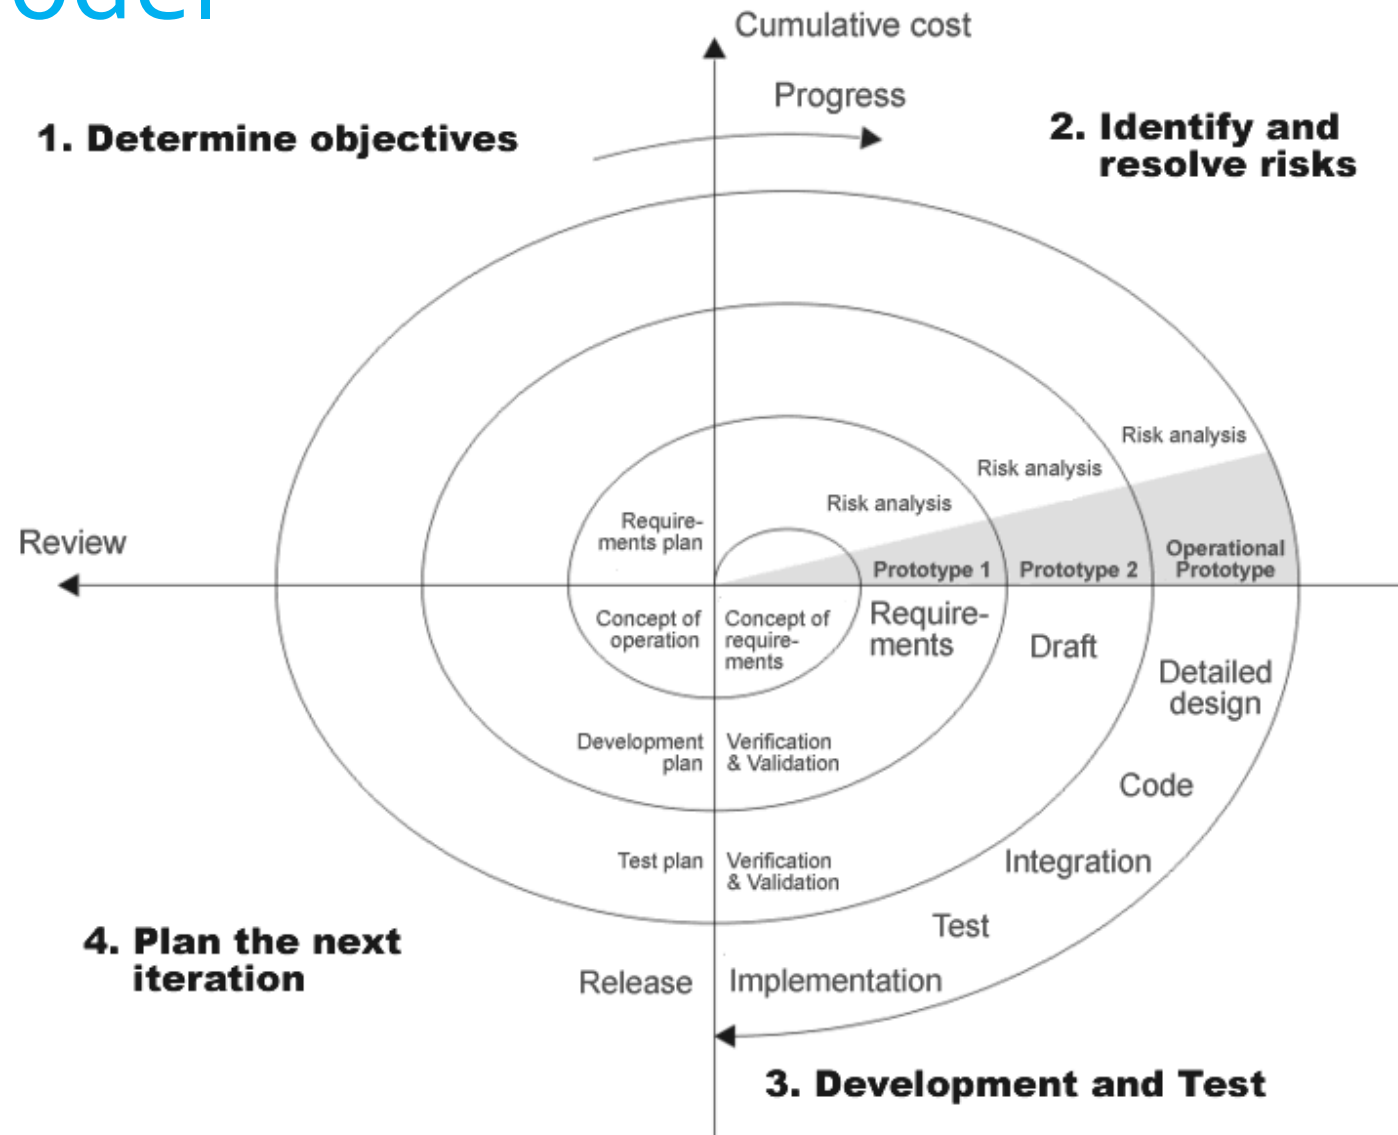 Cumulative cost
Progress
1. Determine objectives
2. Identify and
resolve risks
Risk analysis
Risk analysis
Risk analysis
Require-
ments plan
Review
Operational
Prototype
Prototype 1
Prototype 2
Concept of
operation
Concept of
require-
ments
Require-
ments
Draft
Detailed
design
Development
plan
Verification
& Validation
Code
Test plan
Verification
& Validation
Integration
Test
4. Plan the next
iteration
Release
Implementation
3. Development and Test